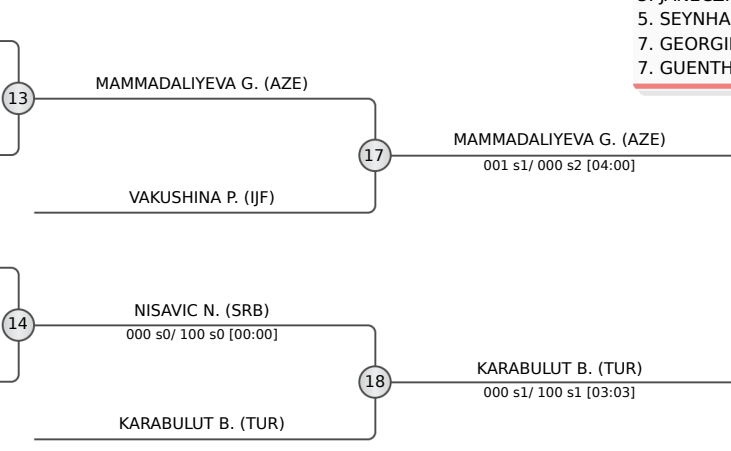 5. SEYNHA
7. GEORGI
7. GUENTH
MAMMADALIYEVA G. (AZE)
13
MAMMADALIYEVA G. (AZE)
17
001 s1/ 000 s2 [04:00]
VAKUSHINA P. (IJF)
NISAVIC N. (SRB)
14
000 s0/ 100 s0 [00:00]
KARABULUT B. (TUR)
18
000 s1/ 100 s1 [03:03]
KARABULUT B. (TUR)